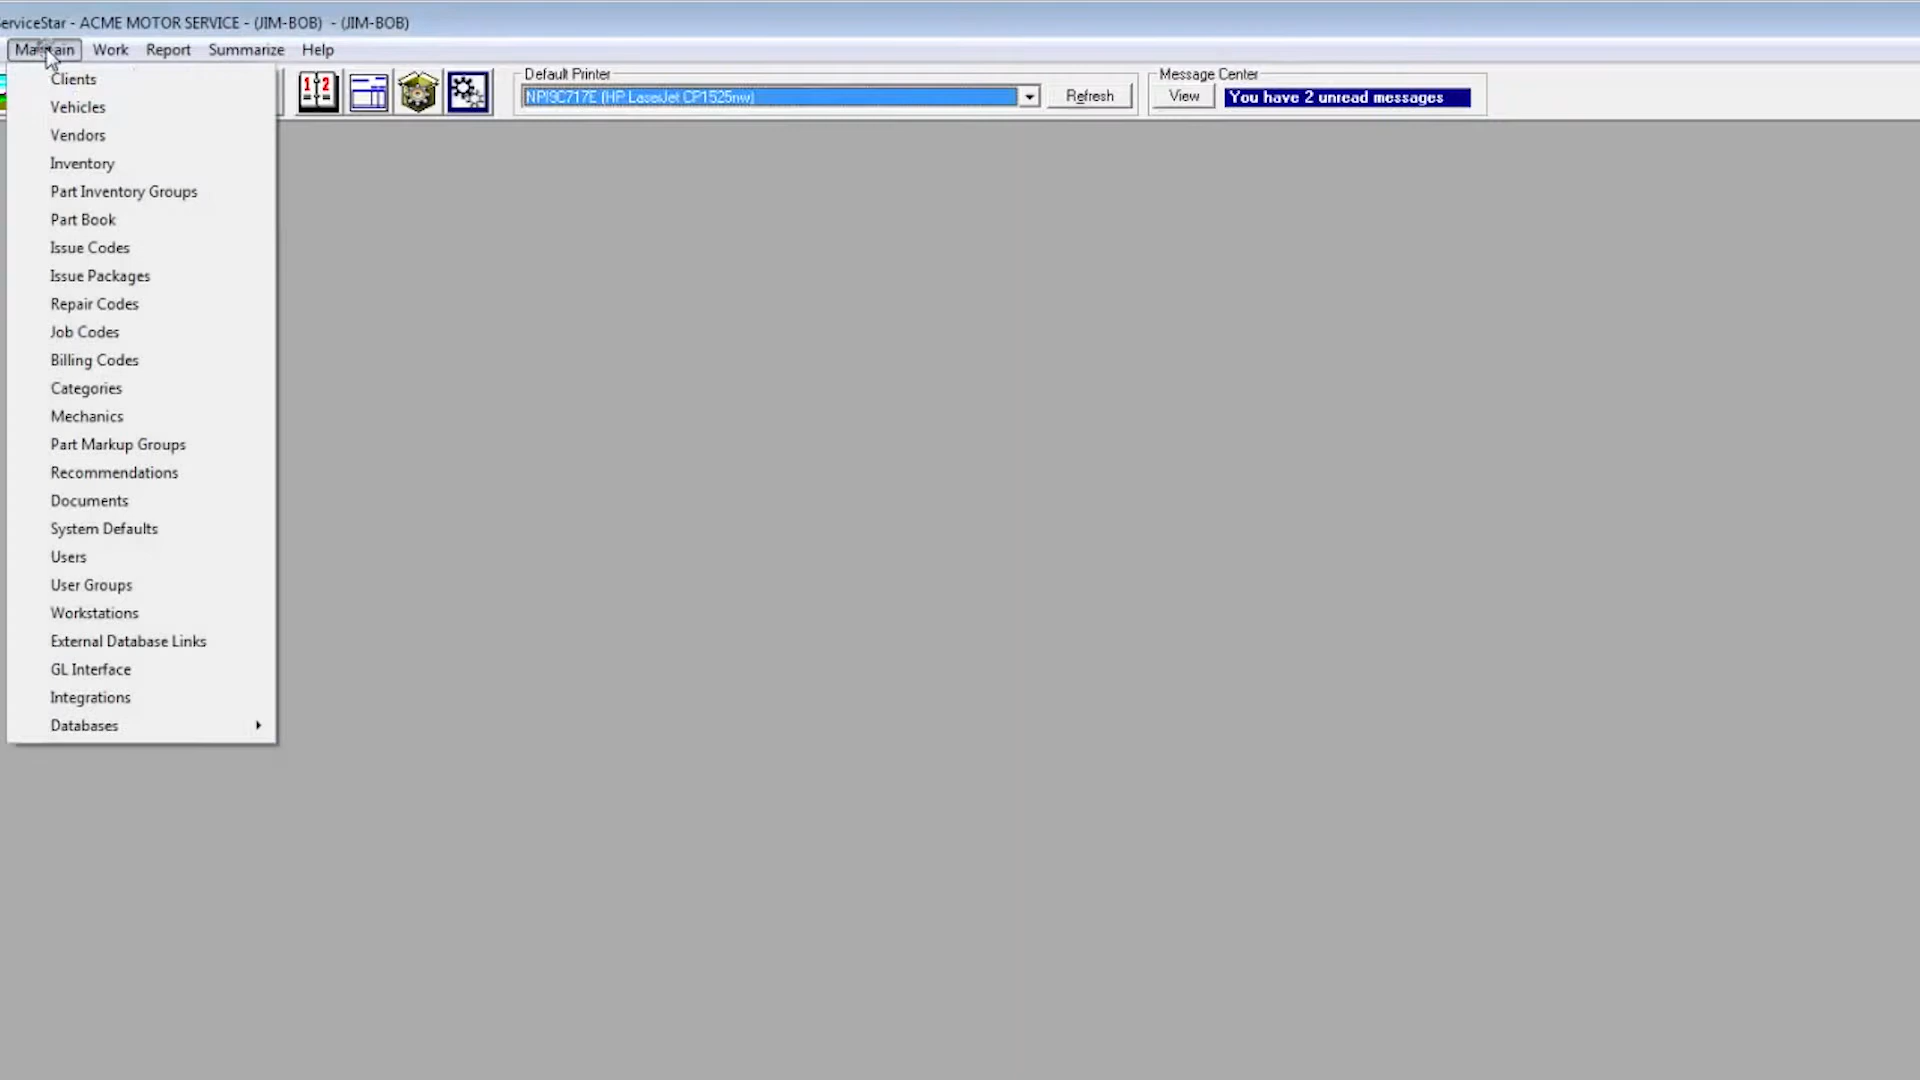 erviceStar - ACME MOTOR SERVICE - (JIM-BOB) - (JIM-BOB)
Maintain Work Report Summarize Help
Clients
Vehicles
Vendors
Inventory
Part Inventory Groups
Part Book
Issue Codes
Issue Packages
Repair Codes
Job Codes
Billing Codes
Categories
Mechanics
Part Markup Groups
Recommendations
Documents
System Defaults
Users
User Groups
Workstations
External Database Links
GL Interface
Integrations
Databases
1 2
Default Printer
NPI9C717E (HP LaserJet CP1525nw)
Refresh
Message Center
View
You have 2 unread messages